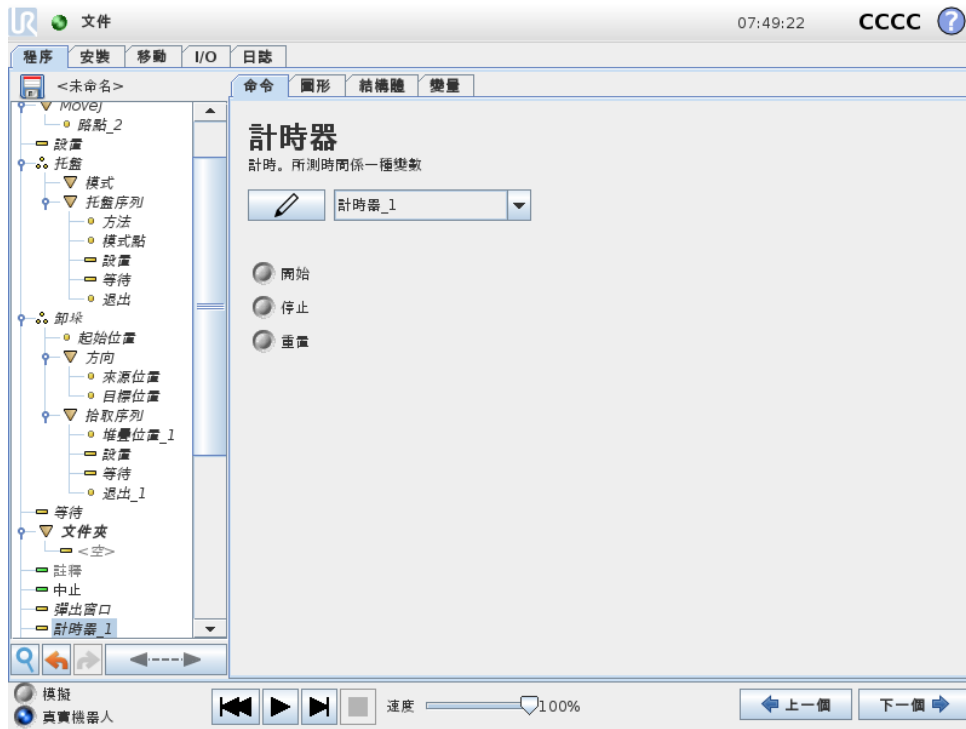 UR 文件 07:49:22 CCCC ?
程序 安裝 移動 I/O 日誌
<未命名>
命令 圖形 結構體 變量
MoveJ
路點_2
設置
托盤
模式
托盤序列
方法
模式點
設置
等待
退出
卸垛
起始位置
方向
來源位置
目標位置
拾取序列
堆疊位置_1
設置
等待
退出_1
等待
文件夾
<空>
註釋
中止
彈出窗口
計時器_1
計時器
計時。所測時間係一種變數
計時器_1
開始
停止
重置
模擬
真實機器人
速度 100%
上一個 下一個